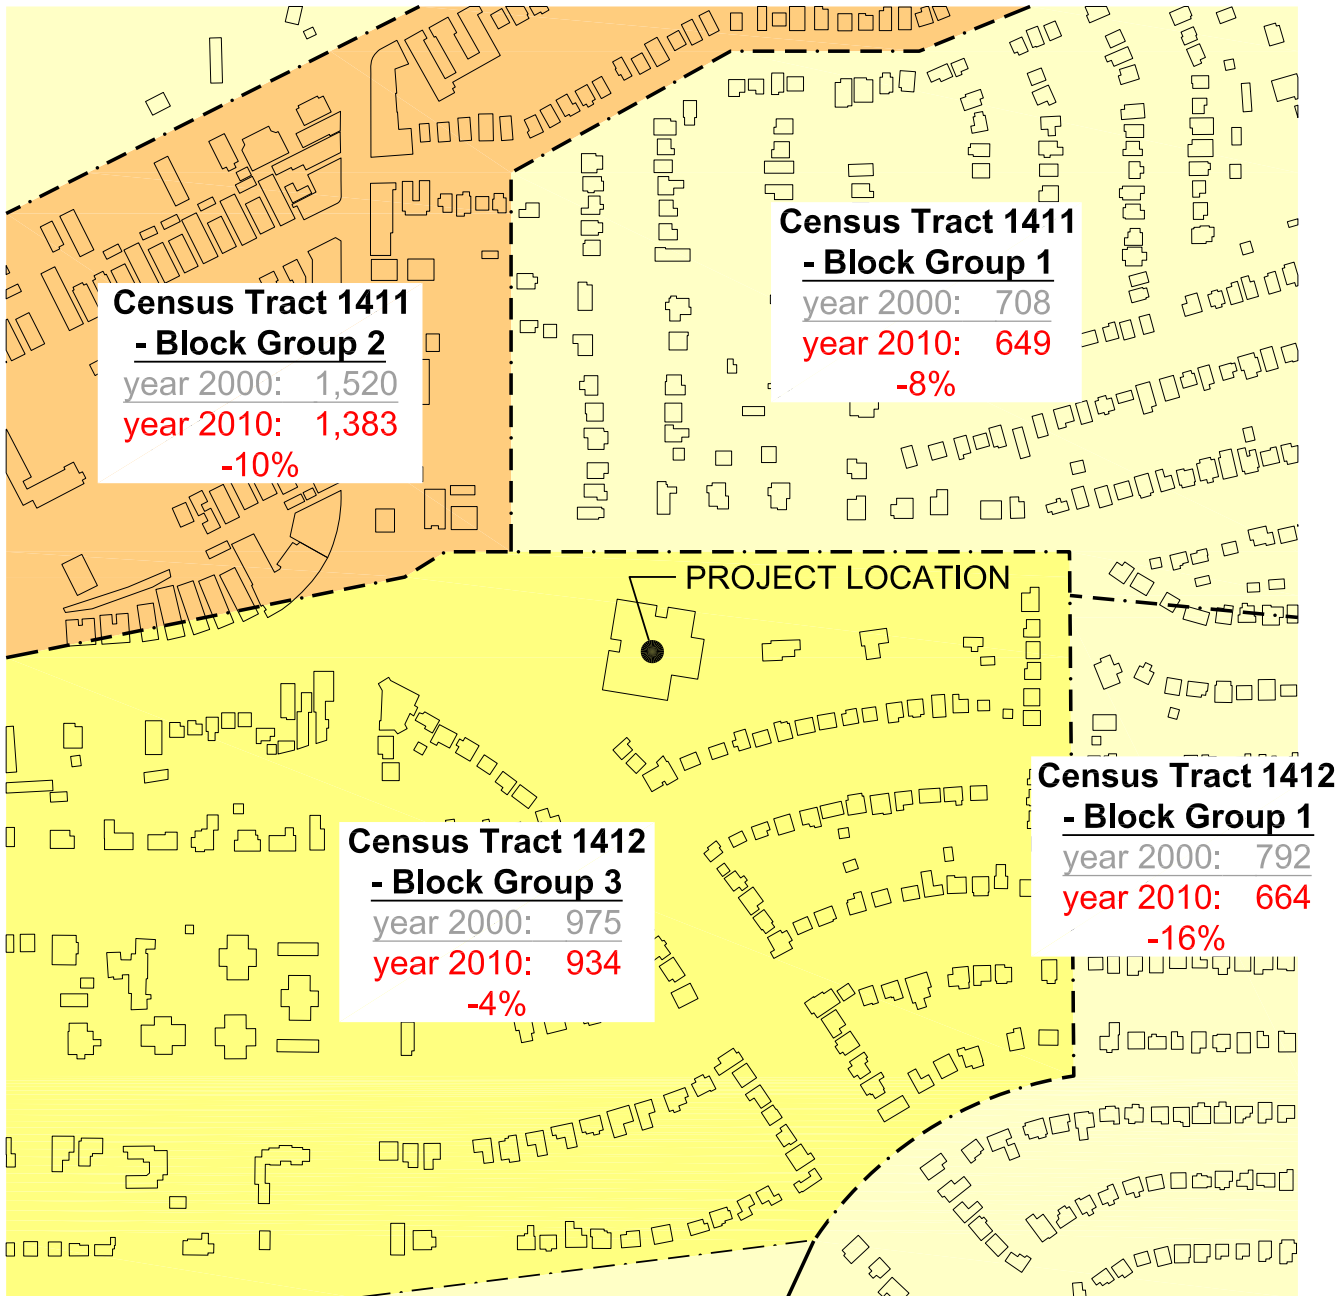 Census Tract 1411
- Block Group 1
year 2000: 708
year 2010: 649
-8%
Census Tract 1411
- Block Group 2
year 2000: 1,520
year 2010: 1,383
-10%
PROJECT LOCATION
Census Tract 1412
- Block Group 1
year 2000: 792
year 2010: 664
-16%
Census Tract 1412
- Block Group 3
year 2000: 975
year 2010: 934
-4%